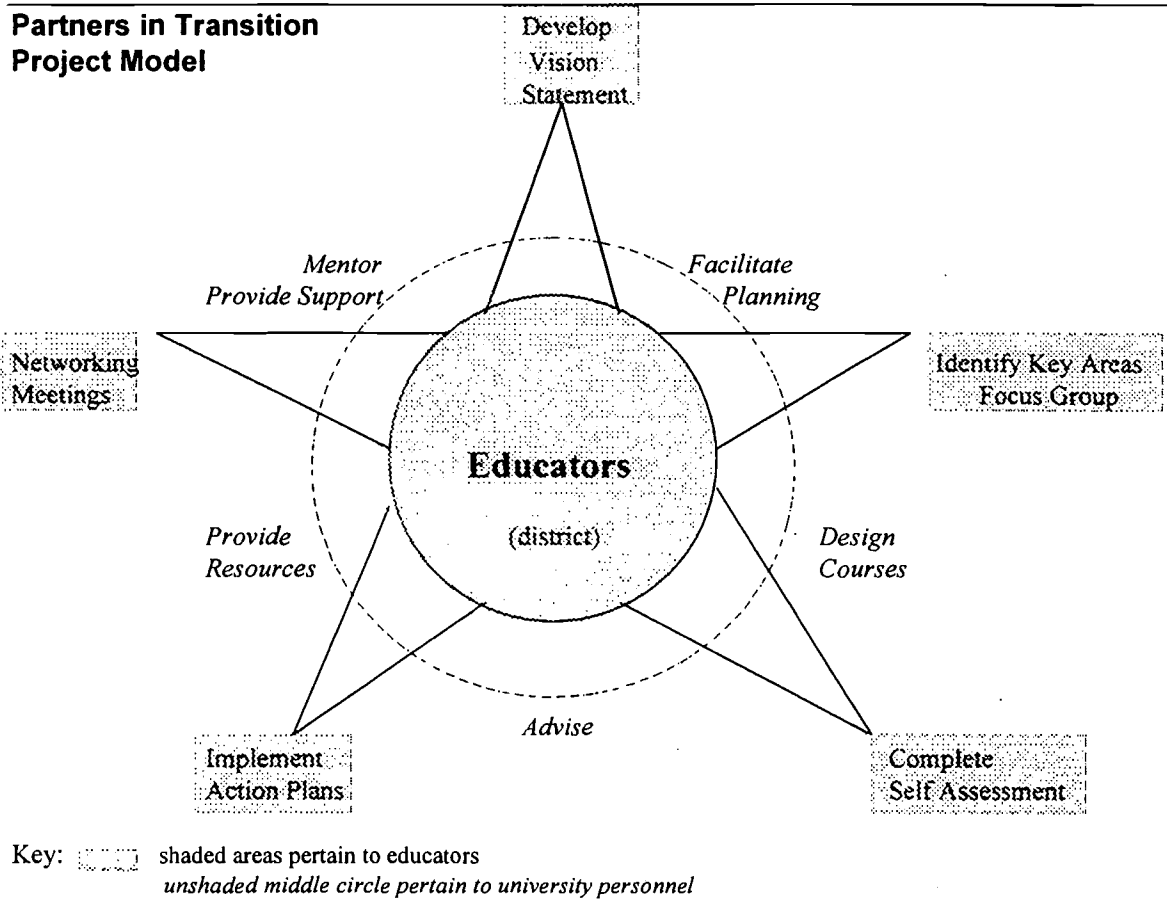 Partners in Transition
Project Model
Develop
Vision
Statement
Mentor
Provide Support
Facilitate
Planning
Networking
Meetings
Identify Key Areas
Focus Group
Educators
(district)
Provide
Resources
Design
Courses
Advise
Implement
Action Plans
Complete
Self Assessment
Key: shaded areas pertain to educators
unshaded middle circle pertain to university personnel